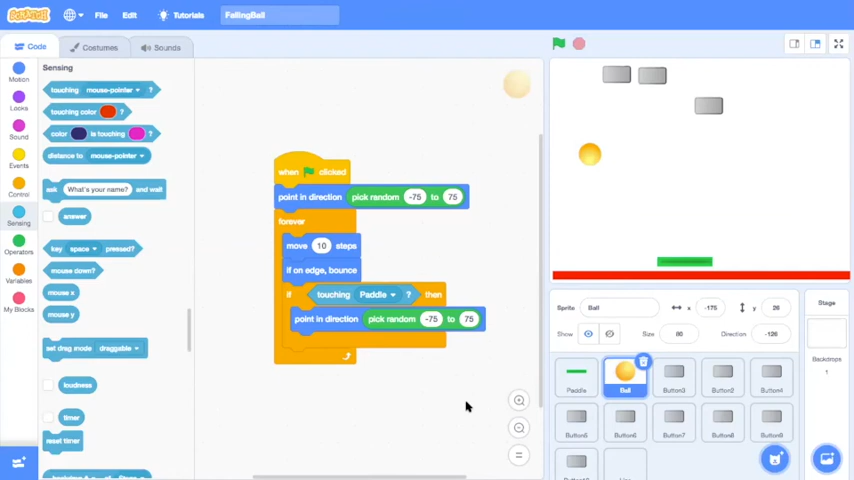 SCRATCH
File
Edit
Tutorials
FallingBall
Code
Costumes
Sounds
Motion
Looks
Sound
Events
Control
Sensing
Operators
Variables
My Blocks
Sensing
touching mouse-pointer ?
touching color ?
color is touching ?
distance to mouse-pointer
ask What's your name? and wait
answer
key space pressed?
mouse down?
mouse x
mouse y
set drag mode draggable
loudness
timer
reset timer
when clicked
point in direction pick random -75 to 75
forever
move 10 steps
if on edge, bounce
if touching Paddle ? then
point in direction pick random -75 to 75
Sprite Ball x -175 y 26
Show Size 80 Direction -126
Stage
Backdrops
1
Paddle
Ball
Button3
Button2
Button4
Button5
Button6
Button7
Button8
Button9